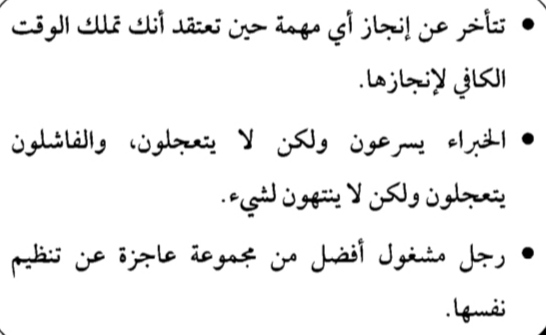 • تتأخر عن إنجاز أي مهمة حين تعتقد أنك تملك الوقت
الكافي لإنجازها.
• الخبراء يسرعون ولكن لا يتعجلون، والفاشلون
يتعجلون ولكن لا ينتهون لشيء.
• رجل مشغول أفضل من مجموعة عاجزة عن تنظيم
نفسها.